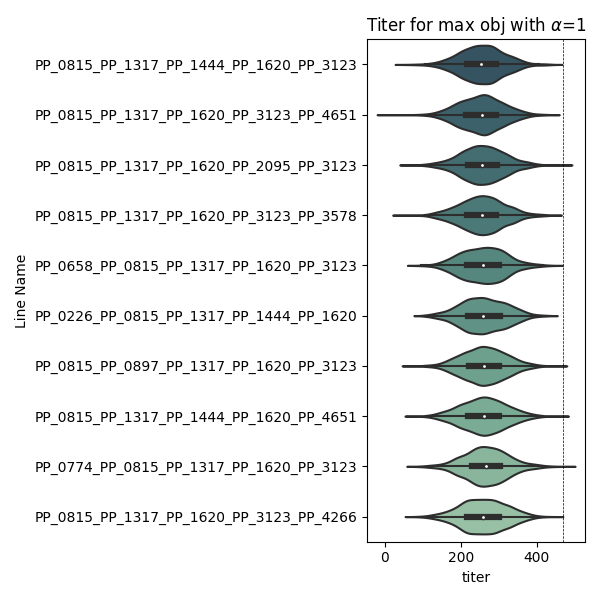 Titer for max obj with α=1
PP_0815_PP_1317_PP_1444_PP_1620_PP_3123
PP_0815_PP_1317_PP_1620_PP_3123_PP_4651
PP_0815_PP_1317_PP_1620_PP_2095_PP_3123
PP_0815_PP_1317_PP_1620_PP_3123_PP_3578
PP_0658_PP_0815_PP_1317_PP_1620_PP_3123
PP_0226_PP_0815_PP_1317_PP_1444_PP_1620
PP_0815_PP_0897_PP_1317_PP_1620_PP_3123
PP_0815_PP_1317_PP_1444_PP_1620_PP_4651
PP_0774_PP_0815_PP_1317_PP_1620_PP_3123
PP_0815_PP_1317_PP_1620_PP_3123_PP_4266
Line Name
0 200 400
titer